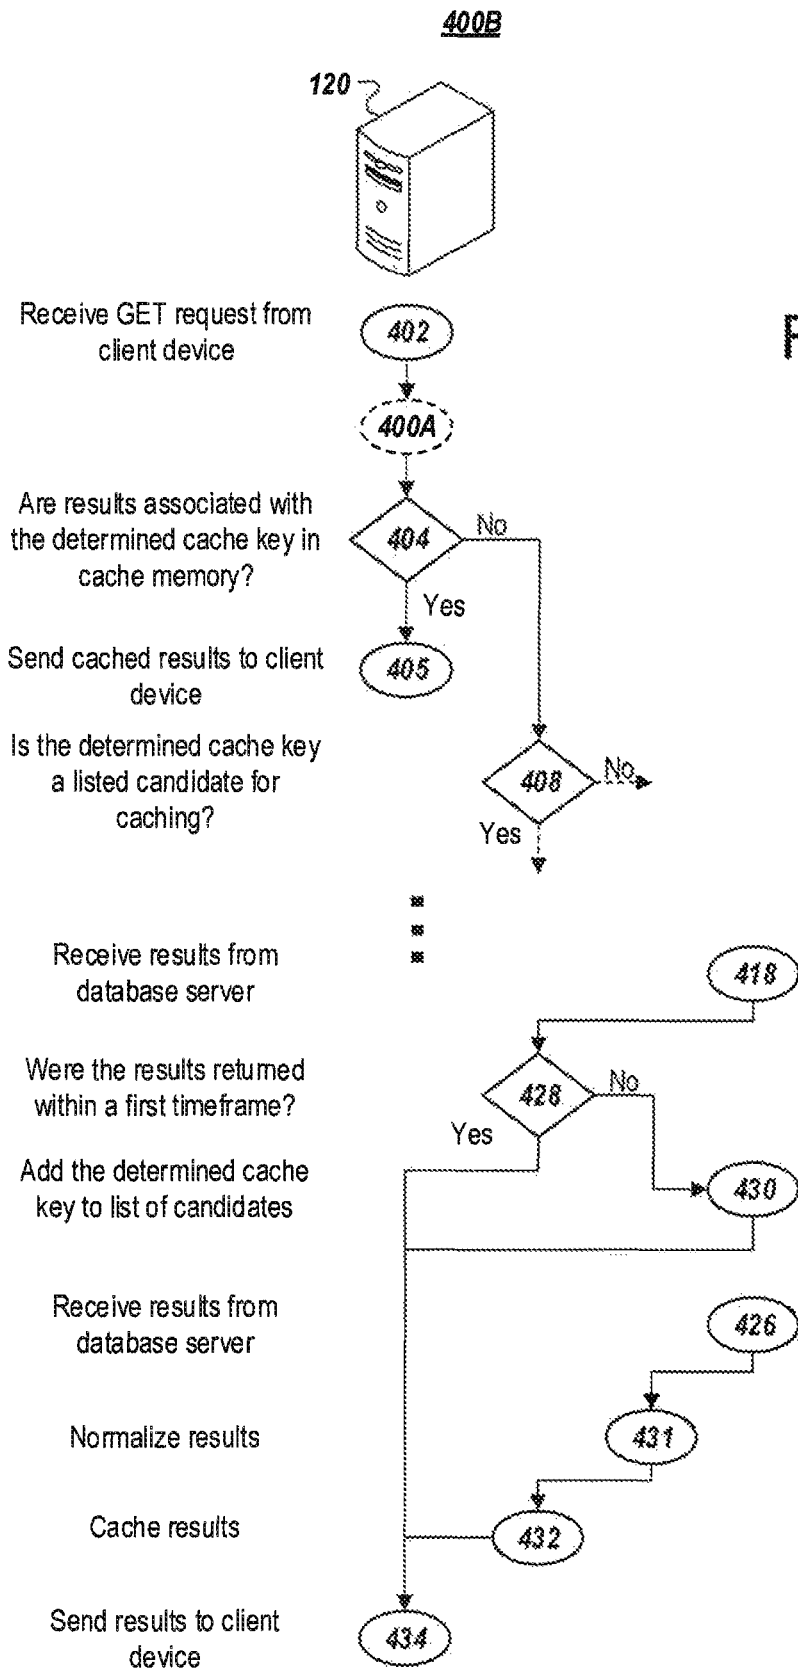 400B
120
Receive GET request from
client device
402
F
400A
Are results associated with
the determined cache key in
cache memory?
404
No
Yes
Send cached results to client
device
405
Is the determined cache key
a listed candidate for
caching?
408
No
Yes
Receive results from
database server
418
Were the results returned
within a first timeframe?
428
No
Yes
Add the determined cache
key to list of candidates
430
Receive results from
database server
426
Normalize results
431
Cache results
432
Send results to client
device
434